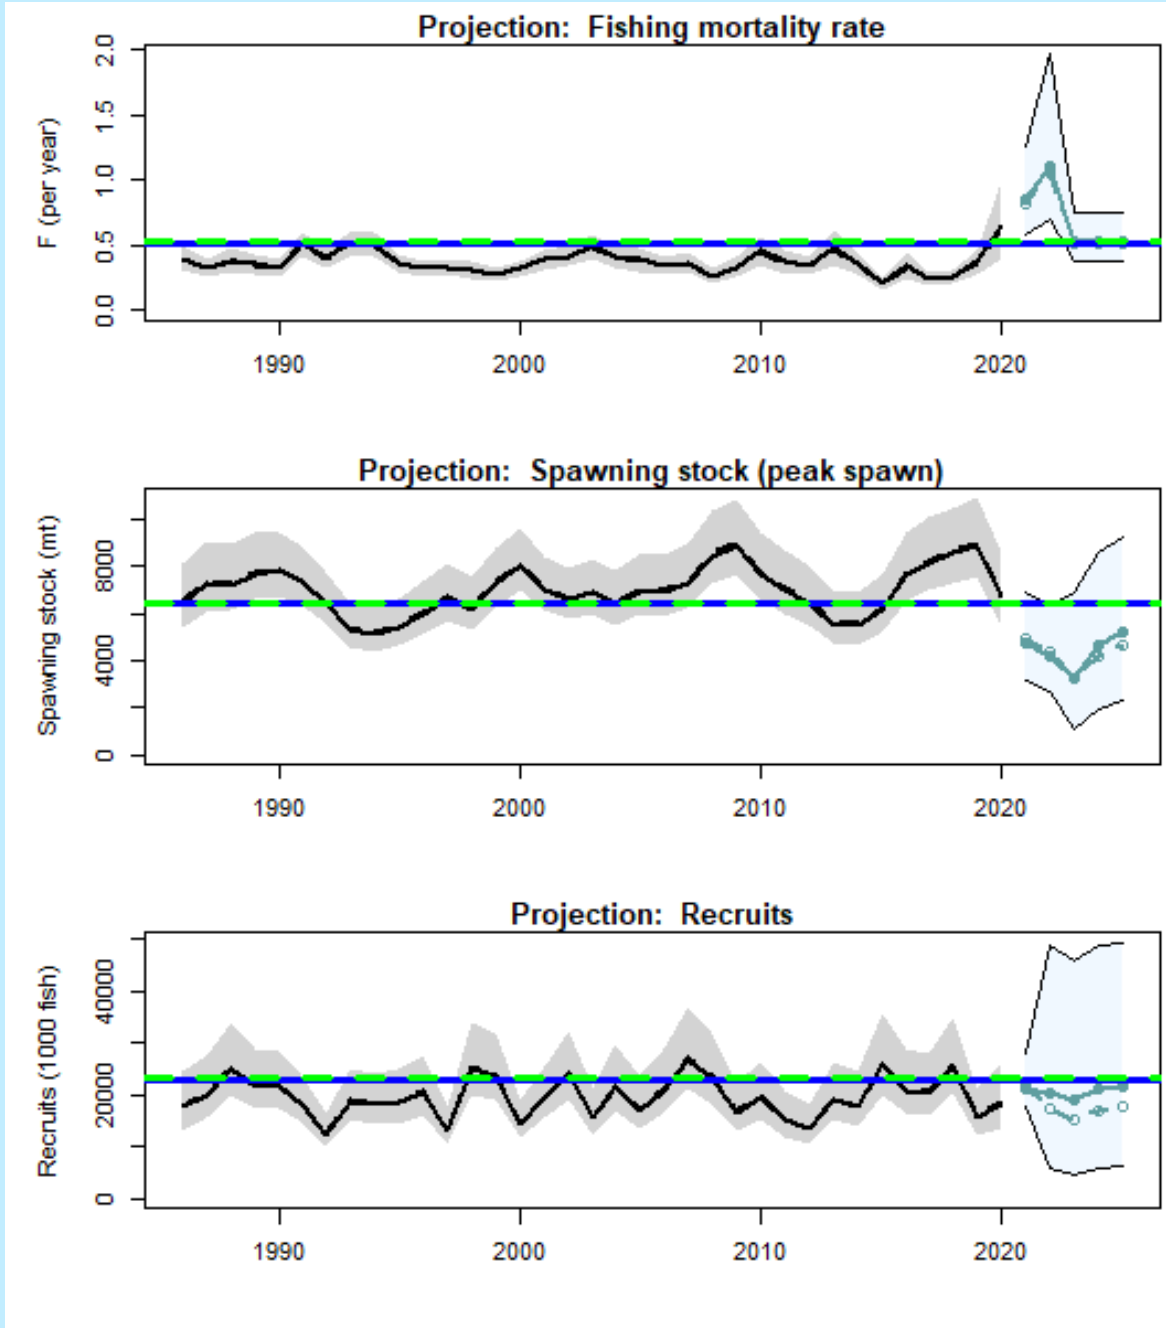 Projection:  Fishing mortality rate
F (per year)
2.0
1.5
1.0
0.5
0.0
1990 2000 2010 2020
Projection:  Spawning stock (peak spawn)
Spawning stock (mt)
8000
4000
0
1990 2000 2010 2020
Projection:  Recruits
Recruits (1000 fish)
40000
20000
0
1990 2000 2010 2020